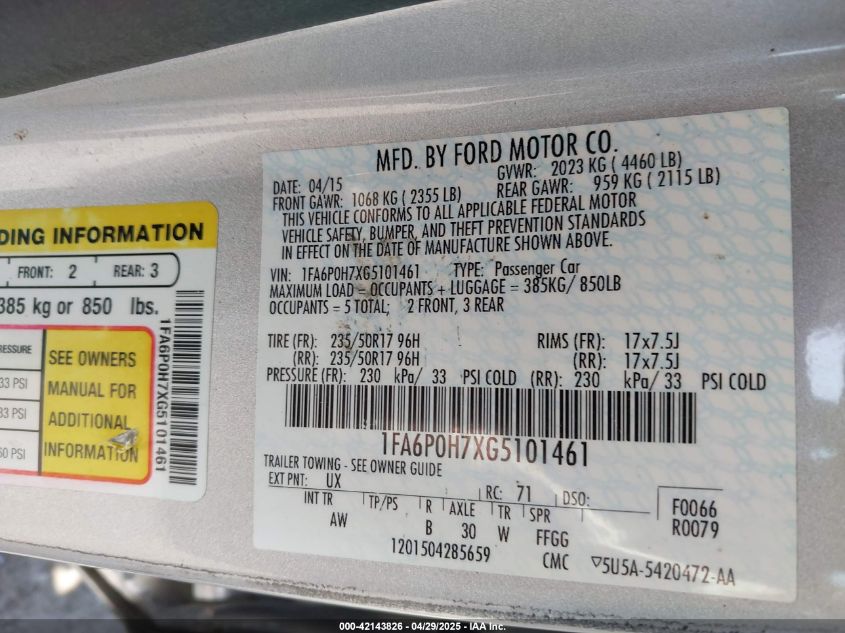 DING INFORMATION
FRONT: 2 REAR: 3
385 kg or 850 lbs.
RESSURE
33 PSI
33 PSI
60 PSI
SEE OWNERS
MANUAL FOR
ADDITIONAL
INFORMATION
1FA6P0H7XG5101461
MFD. BY FORD MOTOR CO.
DATE: 04/15 GVWR: 2023 KG ( 4460 LB)
FRONT GAWR: 1068 KG ( 2355 LB) REAR GAWR: 959 KG ( 2115 LB)
THIS VEHICLE CONFORMS TO ALL APPLICABLE FEDERAL MOTOR
VEHICLE SAFETY, BUMPER, AND THEFT PREVENTION STANDARDS
IN EFFECT ON THE DATE OF MANUFACTURE SHOWN ABOVE.
VIN: 1FA6P0H7XG5101461 TYPE: Passenger Car
MAXIMUM LOAD = OCCUPANTS + LUGGAGE = 385KG/ 850LB
OCCUPANTS = 5 TOTAL; 2 FRONT, 3 REAR
TIRE (FR): 235/50R17 96H RIMS (FR): 17x7.5J
(RR): 235/50R17 96H (RR): 17x7.5J
PRESSURE (FR): 230 kPa/ 33 PSI COLD (RR): 230 kPa/ 33 PSI COLD
1FA6P0H7XG5101461
TRAILER TOWING - SEE OWNER GUIDE
EXT PNT: UX RC: 71 DSO:
INT TR TP/PS R AXLE TR SPR
AW B 30 W FFGG
F0066
R0079
1201504285659 CMC ▽5U5A-5420472-AA
000-42143826 - 04/29/2025 - IAA Inc.